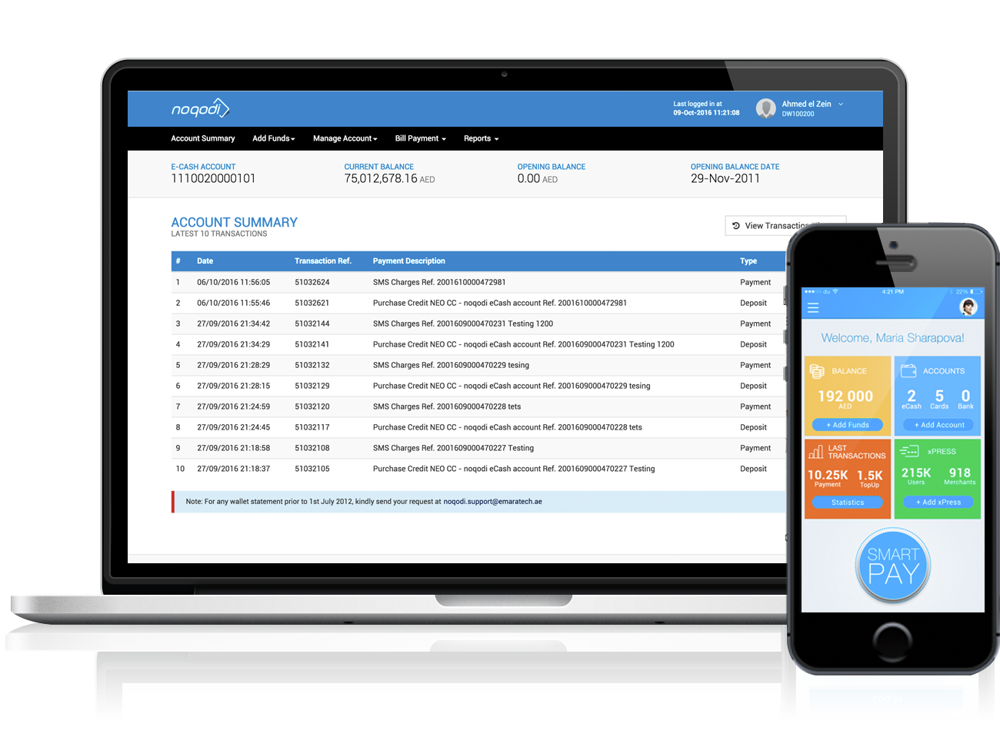 noqodi
Last logged in at
09-Oct-2016 11:21:08
Ahmed el Zein
DW100200
Account Summary Add Funds Manage Account Bill Payment Reports
E-CASH ACCOUNT CURRENT BALANCE OPENING BALANCE OPENING BALANCE DATE
1110020000101 75,012,678.16 AED 0.00 AED 29-Nov-2011
ACCOUNT SUMMARY
LATEST 10 TRANSACTIONS
View
# Date Transaction Ref. Payment Description Type
1 06/10/2016 11:56:05 51032624 SMS Charges Ref. 2001610000472981 Payment
2 06/10/2016 11:55:46 51032621 Purchase Credit NEO CC - noqodi eCash account Ref. 2001610000472981 Deposit
3 27/09/2016 21:34:42 51032144 SMS Charges Ref. 2001609000470231 Testing 1200 Payment
4 27/09/2016 21:34:29 51032141 Purchase Credit NEO CC - noqodi eCash account Ref. 2001609000470231 Testing 1200 Deposit
5 27/09/2016 21:28:29 51032132 SMS Charges Ref. 2001609000470229 tesing Payment
6 27/09/2016 21:28:15 51032129 Purchase Credit NEO CC - noqodi eCash account Ref. 2001609000470229 tesing Deposit
7 27/09/2016 21:24:59 51032120 SMS Charges Ref. 2001609000470228 tets Payment
8 27/09/2016 21:24:45 51032117 Purchase Credit NEO CC - noqodi eCash account Ref. 2001609000470228 tets Deposit
9 27/09/2016 21:18:58 51032108 SMS Charges Ref. 2001609000470227 Testing Payment
10 27/09/2016 21:18:37 51032105 Purchase Credit NEO CC - noqodi eCash account Ref. 2001609000470227 Testing Deposit
Note: For any wallet statement prior to 1st July 2012, kindly send your request at noqodi.support@emaratech.ae
du 4:21 PM 22%
Welcome, Maria Sharapova!
BALANCE
192 000
AED
+ Add Funds
ACCOUNTS
2 5 0
eCash Cards Bank
+ Add Account
LAST
TRANSACTIONS
10.25K 1.5K
Payment TopUp
Statistics
xPRESS
215K 918
Users Merchants
+ Add xPress
SMART
PAY